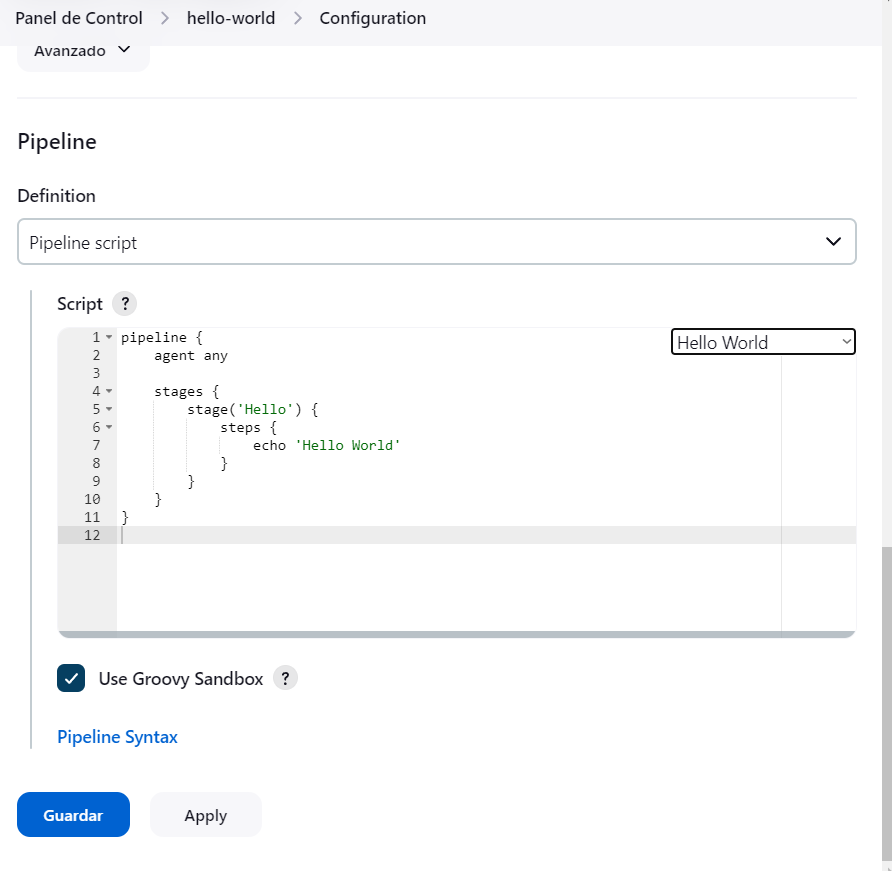 Panel de Control > hello-world > Configuration
Avanzado
Pipeline
Definition
Pipeline script
Script ?
Hello World
1 pipeline {
2     agent any
3
4     stages {
5         stage('Hello') {
6             steps {
7                 echo 'Hello World'
8             }
9         }
10     }
11 }
12
Use Groovy Sandbox ?
Pipeline Syntax
Guardar Apply